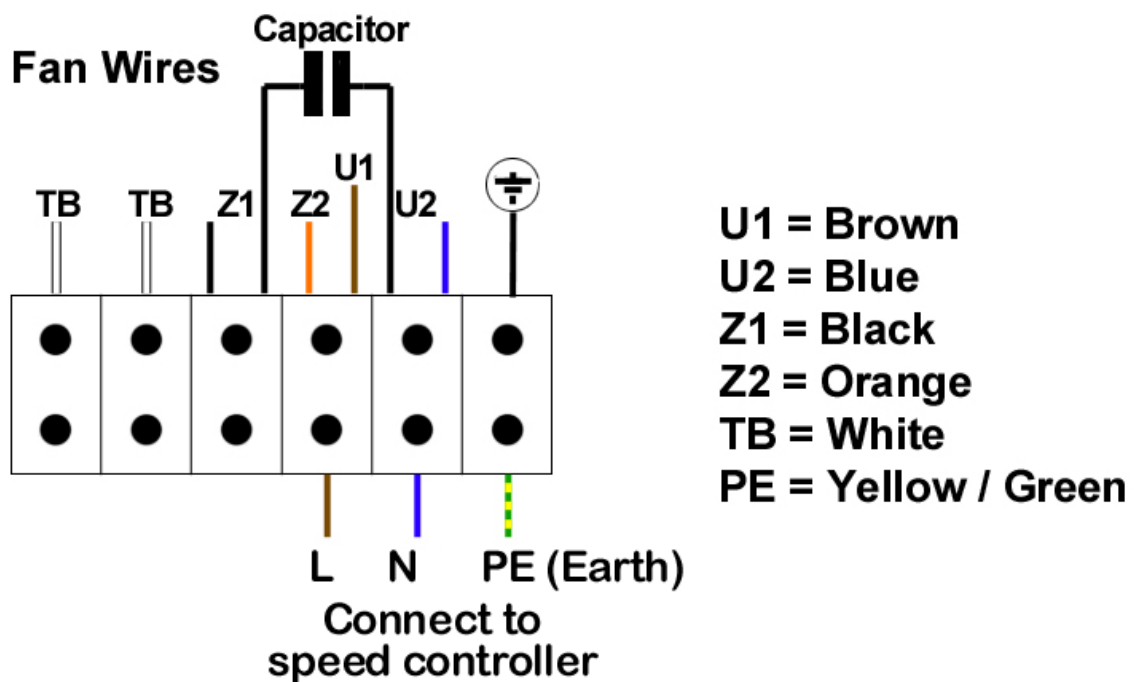 Capacitor
Fan Wires
TB TB Z1 Z2 U1 U2
U1 = Brown
U2 = Blue
Z1 = Black
Z2 = Orange
TB = White
PE = Yellow / Green
L N PE (Earth)
Connect to
speed controller